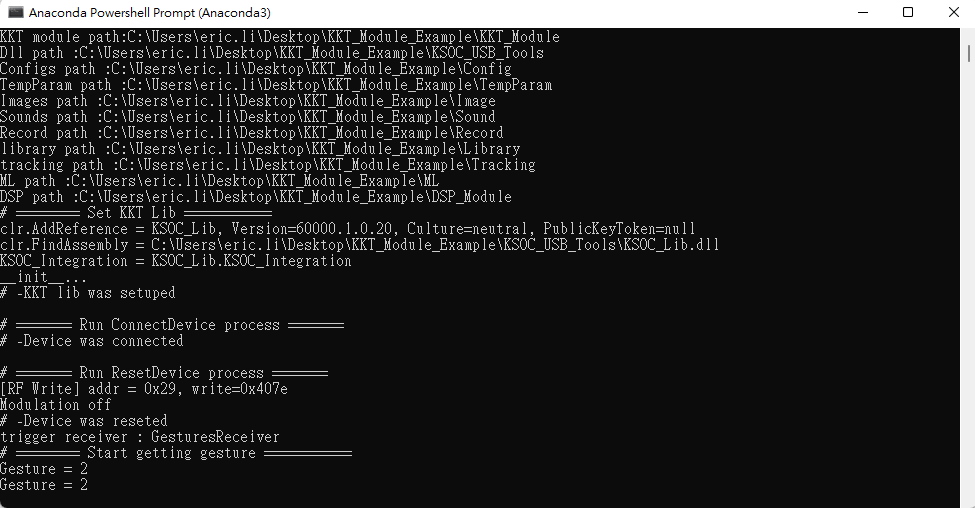 Anaconda Powershell Prompt (Anaconda3)
KKT module path:C:\Users\eric.li\Desktop\KKT_Module_Example\KKT_Module
Dll path :C:\Users\eric.li\Desktop\KKT_Module_Example\KSOC_USB_Tools
Configs path :C:\Users\eric.li\Desktop\KKT_Module_Example\Config
TempParam path :C:\Users\eric.li\Desktop\KKT_Module_Example\TempParam
Images path :C:\Users\eric.li\Desktop\KKT_Module_Example\Image
Sounds path :C:\Users\eric.li\Desktop\KKT_Module_Example\Sound
Record path :C:\Users\eric.li\Desktop\KKT_Module_Example\Record
library path :C:\Users\eric.li\Desktop\KKT_Module_Example\Library
tracking path :C:\Users\eric.li\Desktop\KKT_Module_Example\Tracking
ML path :C:\Users\eric.li\Desktop\KKT_Module_Example\ML
DSP path :C:\Users\eric.li\Desktop\KKT_Module_Example\DSP_Module
# ======== Set KKT Lib ===========
clr.AddReference = KSOC_Lib, Version=60000.1.0.20, Culture=neutral, PublicKeyToken=null
clr.FindAssembly = C:\Users\eric.li\Desktop\KKT_Module_Example\KSOC_USB_Tools\KSOC_Lib.dll
KSOC_Integration = KSOC_Lib.KSOC_Integration
__init__...
# -KKT lib was setuped
# ======= Run ConnectDevice process =======
# -Device was connected
# ======= Run ResetDevice process =======
[RF Write] addr = 0x29, write=0x407e
Modulation off
# -Device was reseted
trigger receiver : GesturesReceiver
# ======== Start getting gesture ===========
Gesture = 2
Gesture = 2